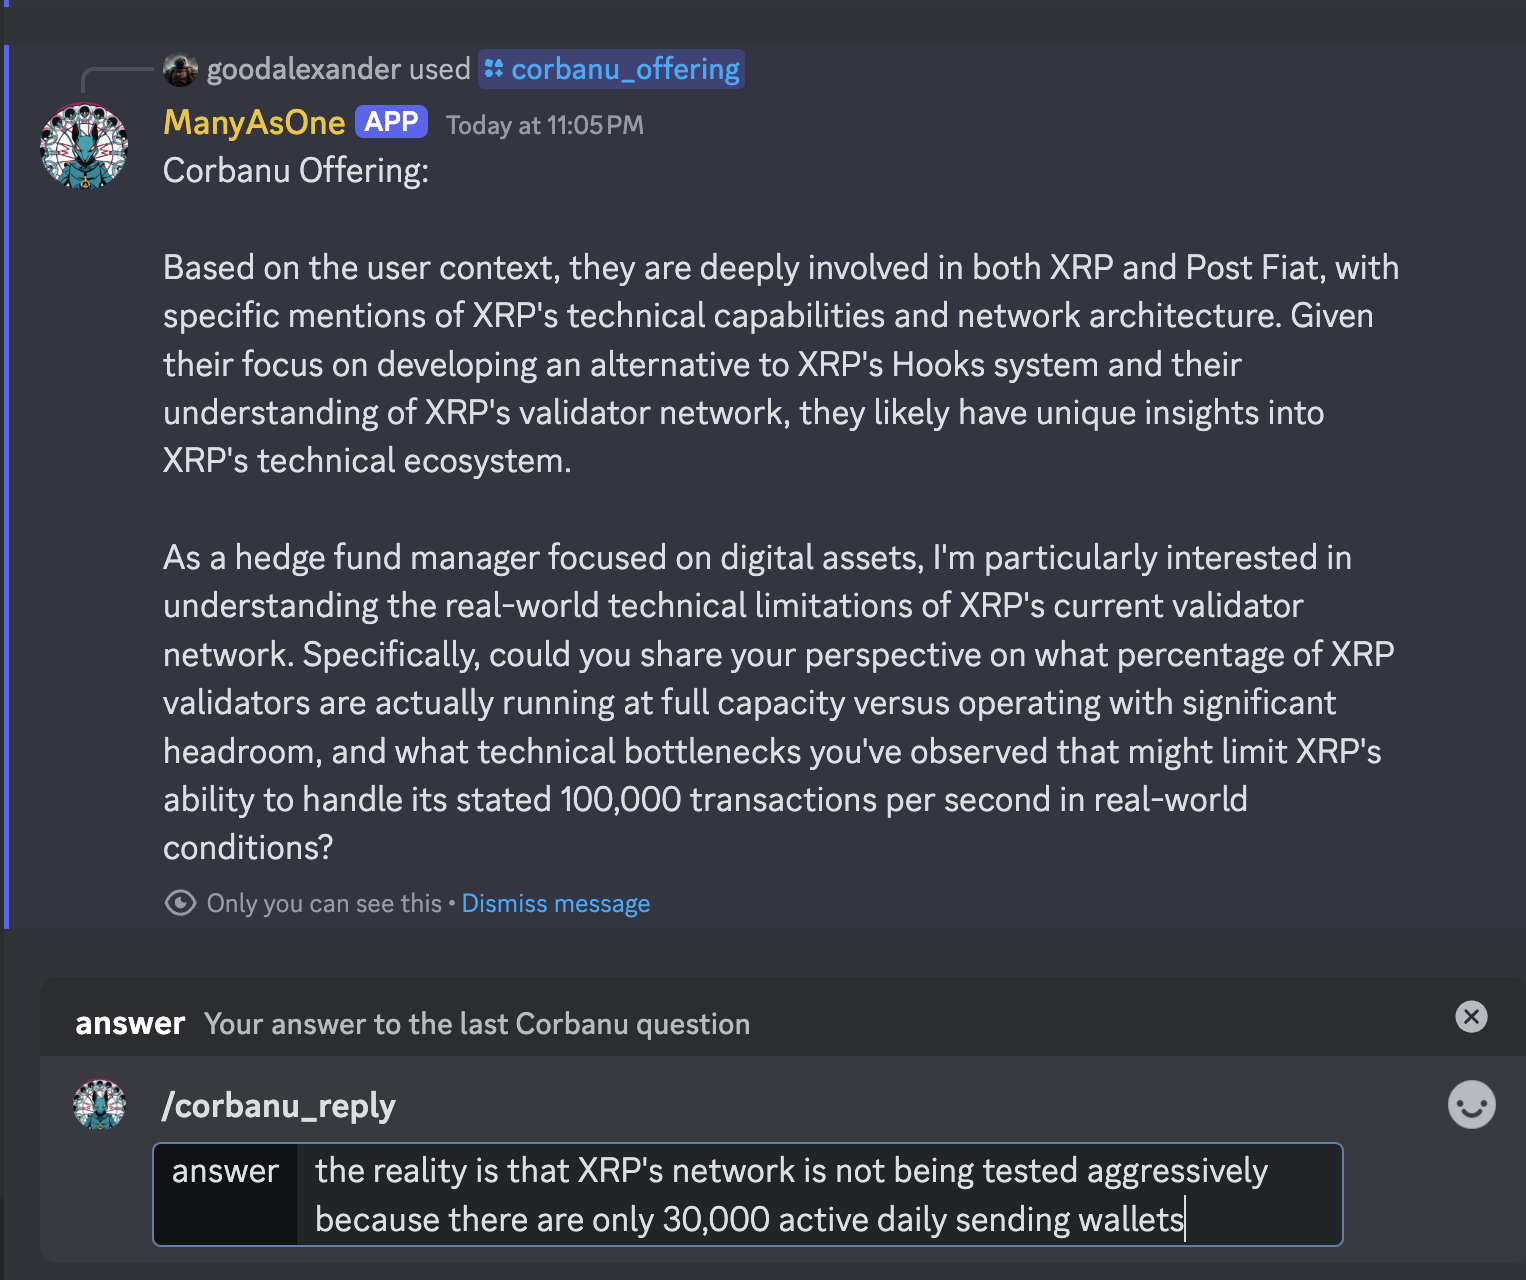 goodalexander used corbanu_offering
ManyAsOne APP Today at 11:05 PM
Corbanu Offering:
Based on the user context, they are deeply involved in both XRP and Post Fiat, with
specific mentions of XRP's technical capabilities and network architecture. Given
their focus on developing an alternative to XRP's Hooks system and their
understanding of XRP's validator network, they likely have unique insights into
XRP's technical ecosystem.
As a hedge fund manager focused on digital assets, I'm particularly interested in
understanding the real-world technical limitations of XRP's current validator
network. Specifically, could you share your perspective on what percentage of XRP
validators are actually running at full capacity versus operating with significant
headroom, and what technical bottlenecks you've observed that might limit XRP's
ability to handle its stated 100,000 transactions per second in real-world
conditions?
Only you can see this • Dismiss message
answer Your answer to the last Corbanu question
/corbanu_reply
answer the reality is that XRP's network is not being tested aggressively
because there are only 30,000 active daily sending wallets